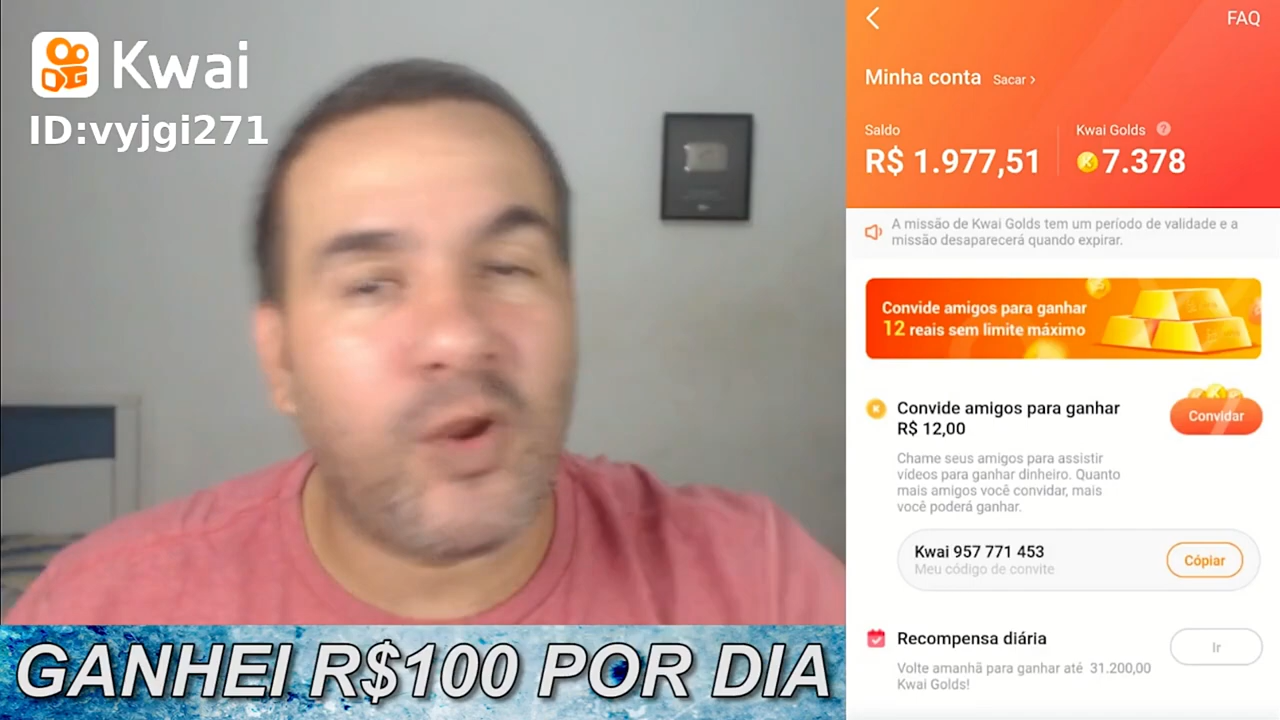 Kwai
ID:vyjgi271
GANHEI R$100 POR DIA
FAQ
Minha conta Sacar >
Saldo
R$ 1.977,51
Kwai Golds ?
7.378
A missão de Kwai Golds tem um período de validade e a
missão desaparecerá quando expirar.
Convide amigos para ganhar
12 reais sem limite máximo
Convide amigos para ganhar
R$ 12,00
Convidar
Chame seus amigos para assistir
vídeos para ganhar dinheiro. Quanto
mais amigos você convidar, mais
você poderá ganhar.
Kwai 957 771 453
Meu código de convite
Cópiar
Recompensa diária
Ir
Volte amanhã para ganhar até 31.200,00
Kwai Golds!